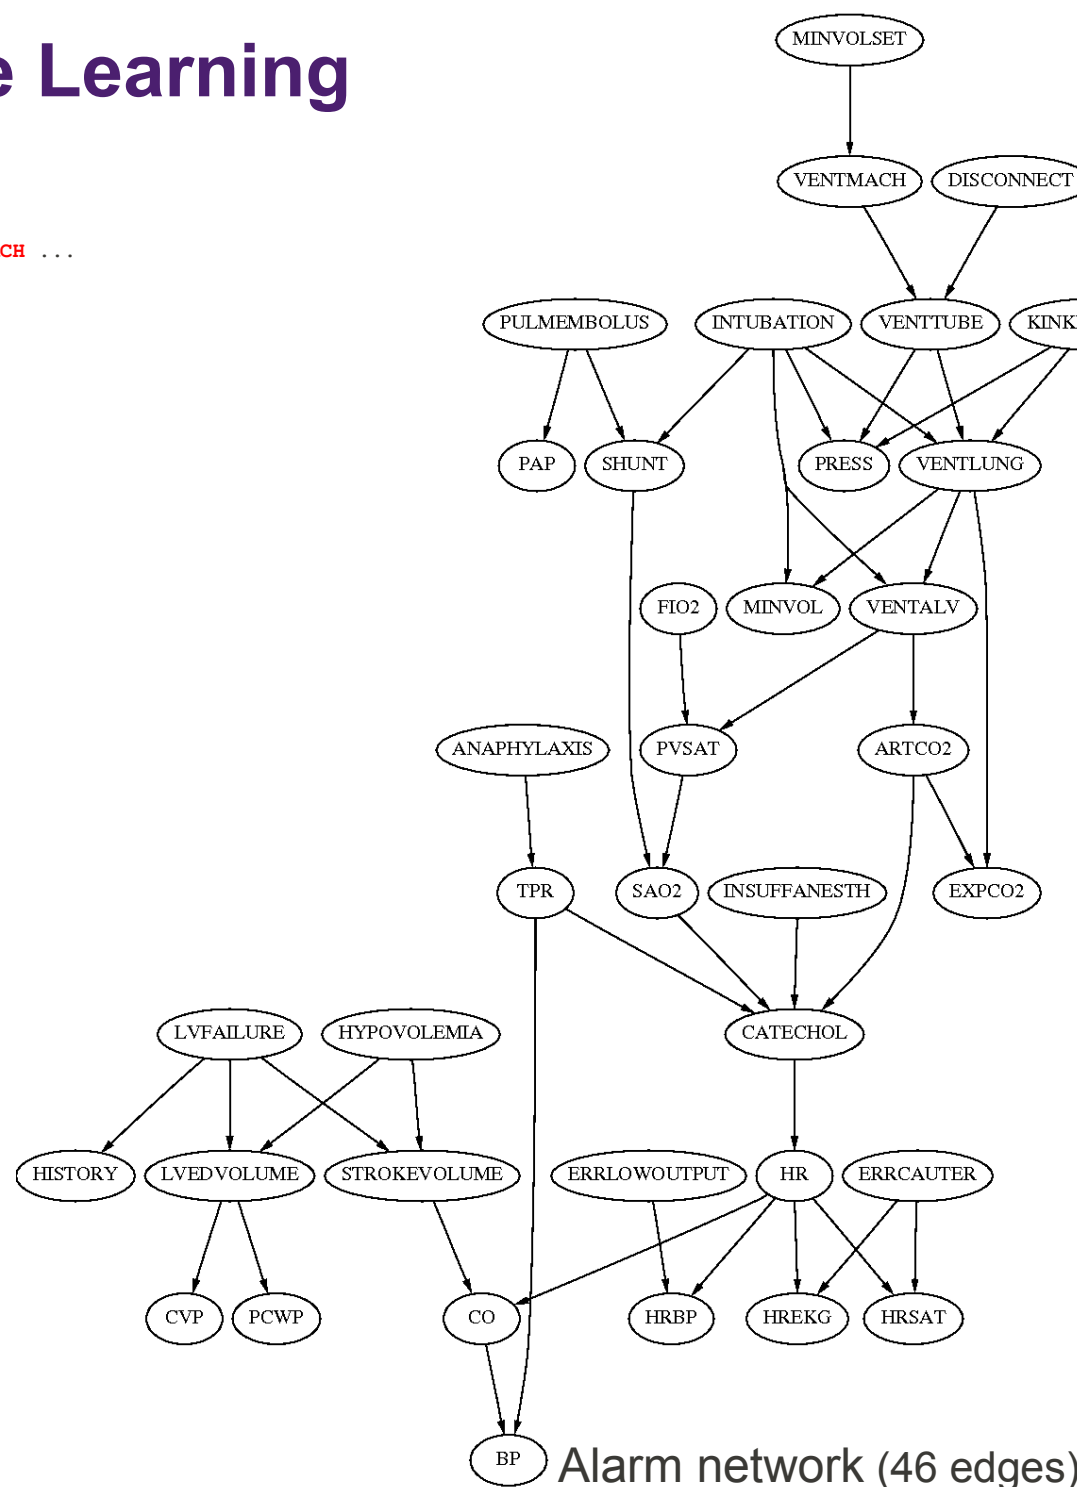 e Learning
CH ...
MINVOLSET
VENTMACH DISCONNECT
PULMEMBOLUS INTUBATION VENTTUBE KINK
PAP SHUNT PRESS VENTLUNG
FIO2 MINVOL VENTALV
ANAPHYLAXIS PVSAT ARTCO2
TPR SAO2 INSUFFANESTH EXPCO2
LVFAILURE HYPOVOLEMIA CATECHOL
HISTORY LVEDVOLUME STROKEVOLUME ERRLOWOUTPUT HR ERRCAUTER
CVP PCWP CO HRBP HREKG HRSAT
BP
Alarm network (46 edges)